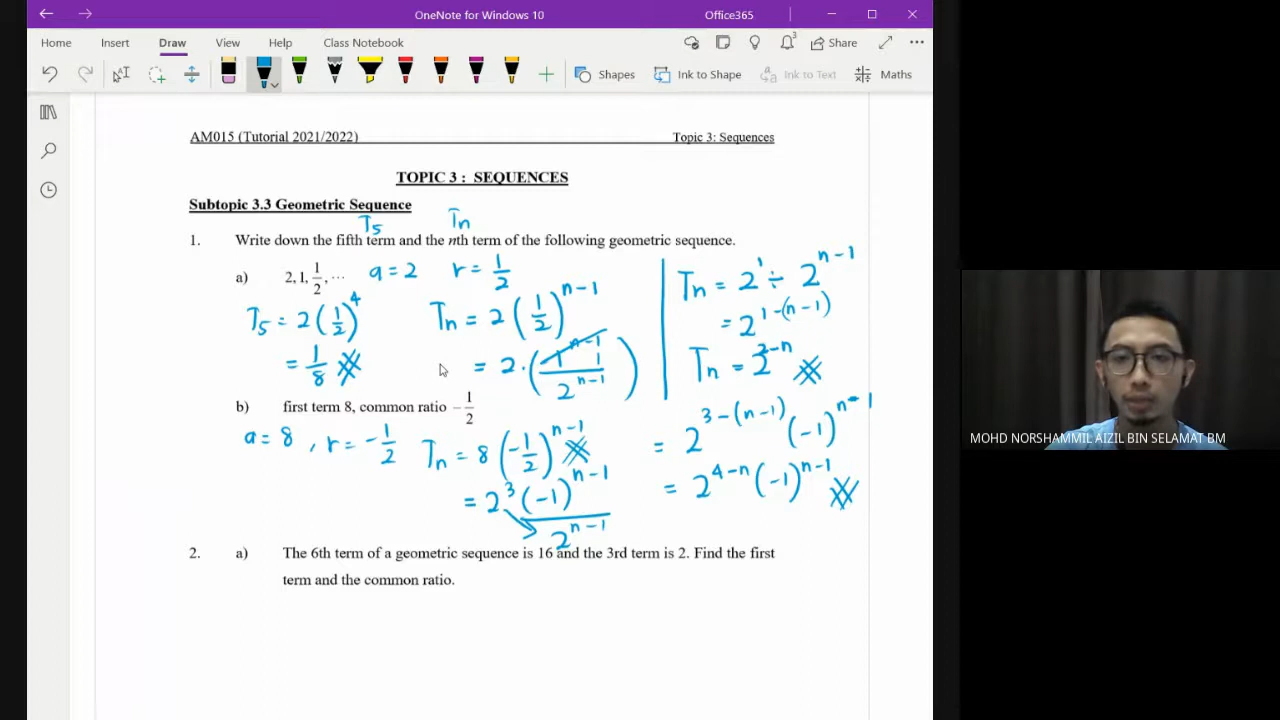 OneNote for Windows 10
Office365
Home Insert Draw View Help Class Notebook
3
Share
Shapes
Ink to Shape
Ink to Text
Maths
AM015 (Tutorial 2021/2022) Topic 3: Sequences
TOPIC 3 : SEQUENCES
Subtopic 3.3 Geometric Sequence
T₅ Tₙ
1. Write down the fifth term and the nth term of the following geometric sequence.
a) 2, 1, 1/2, ⋯ a = 2 r = 1/2
T₅ = 2(1/2)^4
= 1/8
Tₙ = 2(1/2)^(n-1)
= 2·(1^(n-1) 1/2^(n-1))
Tₙ = 2^1 ÷ 2^(n-1)
= 2^(1-(n-1))
Tₙ = 2^(2-n)
b) first term 8, common ratio −1/2
a = 8 , r = -1/2
Tₙ = 8(-1/2)^(n-1)
= 2^3 (-1)^(n-1)/2^(n-1)
= 2^(3-(n-1)) (-1)^(n-1)
= 2^(4-n) (-1)^(n-1)
2. a) The 6th term of a geometric sequence is 16 and the 3rd term is 2. Find the first
term and the common ratio.
MOHD NORSHAMMIL AIZIL BIN SELAMAT BM